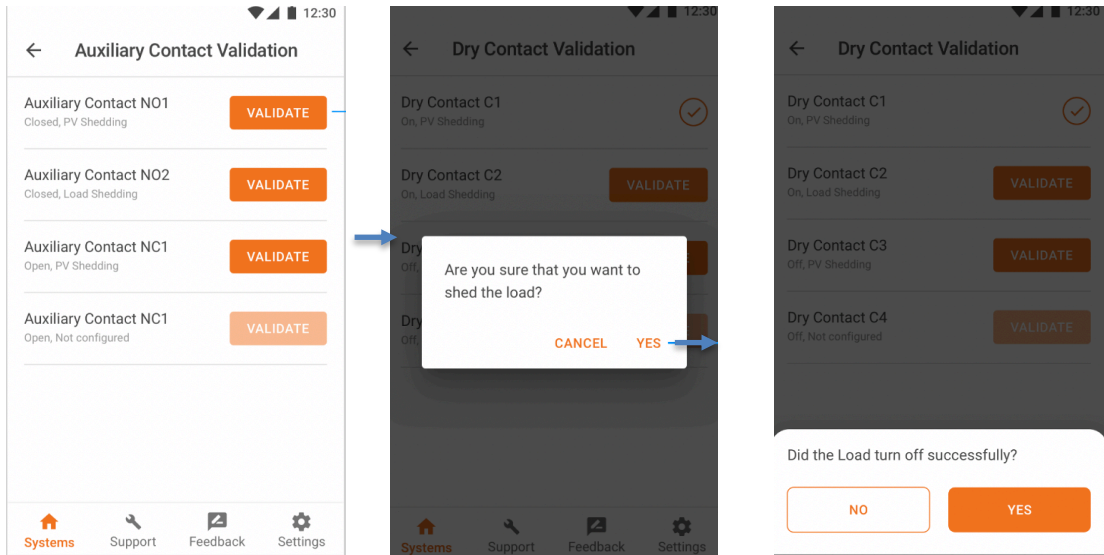 12:30
Auxiliary Contact Validation
Auxiliary Contact NO1
Closed, PV Shedding
VALIDATE
Auxiliary Contact NO2
Closed, Load Shedding
VALIDATE
Auxiliary Contact NC1
Open, PV Shedding
VALIDATE
Auxiliary Contact NC1
Open, Not configured
VALIDATE
Systems
Support
Feedback
Settings
12:30
Dry Contact Validation
Dry Contact C1
On, PV Shedding
Dry Contact C2
On, Load Shedding
VALIDATE
Dry
Off,
Are you sure that you want to
shed the load?
Dry
Off,
CANCEL
YES
Systems
Support
Feedback
Settings
12:30
Dry Contact Validation
Dry Contact C1
On, PV Shedding
Dry Contact C2
On, Load Shedding
VALIDATE
Dry Contact C3
Off, PV Shedding
VALIDATE
Dry Contact C4
Off, Not configured
VALIDATE
Did the Load turn off successfully?
NO
YES